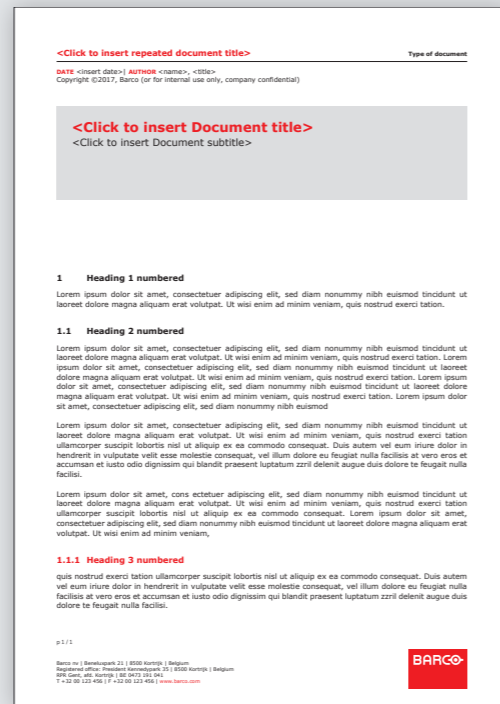 <Click to insert repeated document title>
Type of document
DATE <insert date>| AUTHOR <name>, <title>
Copyright ©2017, Barco (or for internal use only, company confidential)
<Click to insert Document title>
<Click to insert Document subtitle>
1 Heading 1 numbered
Lorem ipsum dolor sit amet, consectetuer adipiscing elit, sed diam nonummy nibh euismod tincidunt ut
laoreet dolore magna aliquam erat volutpat. Ut wisi enim ad minim veniam, quis nostrud exerci tation.
1.1 Heading 2 numbered
Lorem ipsum dolor sit amet, consectetuer adipiscing elit, sed diam nonummy nibh euismod tincidunt ut
laoreet dolore magna aliquam erat volutpat. Ut wisi enim ad minim veniam, quis nostrud exerci tation. Lorem
ipsum dolor sit amet, consectetuer adipiscing elit, sed diam nonummy nibh euismod tincidunt ut laoreet
dolore magna aliquam erat volutpat. Ut wisi enim ad minim veniam, quis nostrud exerci tation. Lorem ipsum
dolor sit amet, consectetuer adipiscing elit, sed diam nonummy nibh euismod tincidunt ut laoreet dolore
magna aliquam erat volutpat. Ut wisi enim ad minim veniam, quis nostrud exerci tation. Lorem ipsum dolor
sit amet, consectetuer adipiscing elit, sed diam nonummy nibh euismod
Lorem ipsum dolor sit amet, consectetuer adipiscing elit, sed diam nonummy nibh euismod tincidunt ut
laoreet dolore magna aliquam erat volutpat. Ut wisi enim ad minim veniam, quis nostrud exerci tation
ullamcorper suscipit lobortis nisl ut aliquip ex ea commodo consequat. Duis autem vel eum iriure dolor in
hendrerit in vulputate velit esse molestie consequat, vel illum dolore eu feugiat nulla facilisis at vero eros et
accumsan et iusto odio dignissim qui blandit praesent luptatum zzril delenit augue duis dolore te feugait nulla
facilisi.
Lorem ipsum dolor sit amet, cons ectetuer adipiscing elit, sed diam nonummy nibh euismod tincidunt ut
laoreet dolore magna aliquam erat volutpat. Ut wisi enim ad minim veniam, quis nostrud exerci tation
ullamcorper suscipit lobortis nisl ut aliquip ex ea commodo consequat. Lorem ipsum dolor sit amet,
consectetuer adipiscing elit, sed diam nonummy nibh euismod tincidunt ut laoreet dolore magna aliquam erat
volutpat. Ut wisi enim ad minim veniam,
1.1.1 Heading 3 numbered
quis nostrud exerci tation ullamcorper suscipit lobortis nisl ut aliquip ex ea commodo consequat. Duis autem
vel eum iriure dolor in hendrerit in vulputate velit esse molestie consequat, vel illum dolore eu feugiat nulla
facilisis at vero eros et accumsan et iusto odio dignissim qui blandit praesent luptatum zzril augue duis
dolore te feugait nulla facilisi.
p 1 / 1
Barco nv | Beneluxpark 21 | 8500 Kortrijk | Belgium
Registered office: President Kennedypark 35 | 8500 Kortrijk | Belgium
RPR Gent, afd. Kortrijk | BE 0473 191 041
T +32 00 123 456 | F +32 00 123 456 | www.barco.com
BARCO